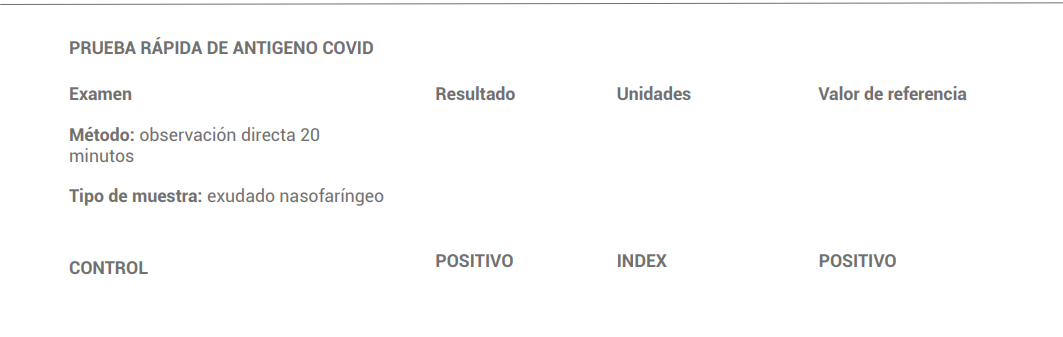 PRUEBA RÁPIDA DE ANTIGENO COVID
Examen Resultado Unidades Valor de referencia
Método: observación directa 20
minutos
Tipo de muestra: exudado nasofaríngeo
CONTROL POSITIVO INDEX POSITIVO